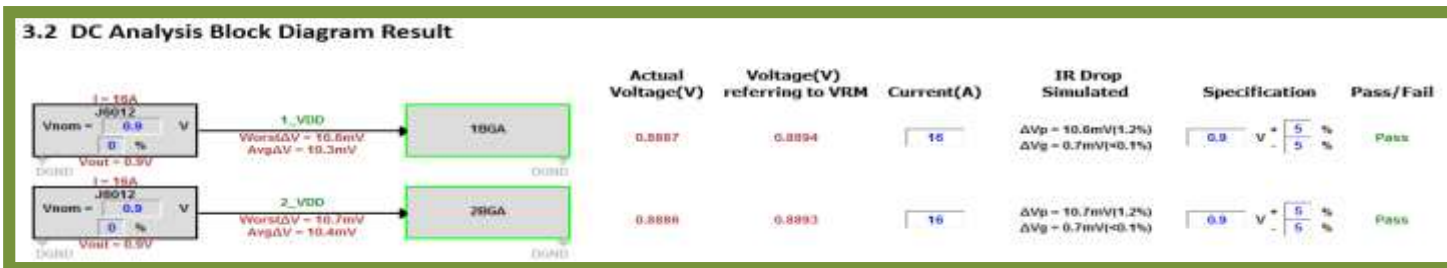 3.2 DC Analysis Block Diagram Result
Actual Voltage(V)
Voltage(V) referring to VRM
Current(A)
IR Drop Simulated
Specification
Pass/Fail
I = 16A
J6012
Vnom = 0.9 V
0 %
Vout = 0.9V
DGND
1_VDD
WorstΔV = 10.6mV
AvgΔV = 10.3mV
1BGA
DGND
0.8887
0.8894
16
ΔVp = 10.6mV(1.2%)
ΔVg = 0.7mV(<0.1%)
0.9 V + 5 %
- 5 %
Pass
I = 16A
J8012
Vnom = 0.9 V
0 %
Vout = 0.9V
DGND
2_VDD
WorstΔV = 10.7mV
AvgΔV = 10.4mV
2BGA
DGND
0.8886
0.8893
16
ΔVp = 10.7mV(1.2%)
ΔVg = 0.7mV(<0.1%)
0.9 V + 5 %
- 5 %
Pass